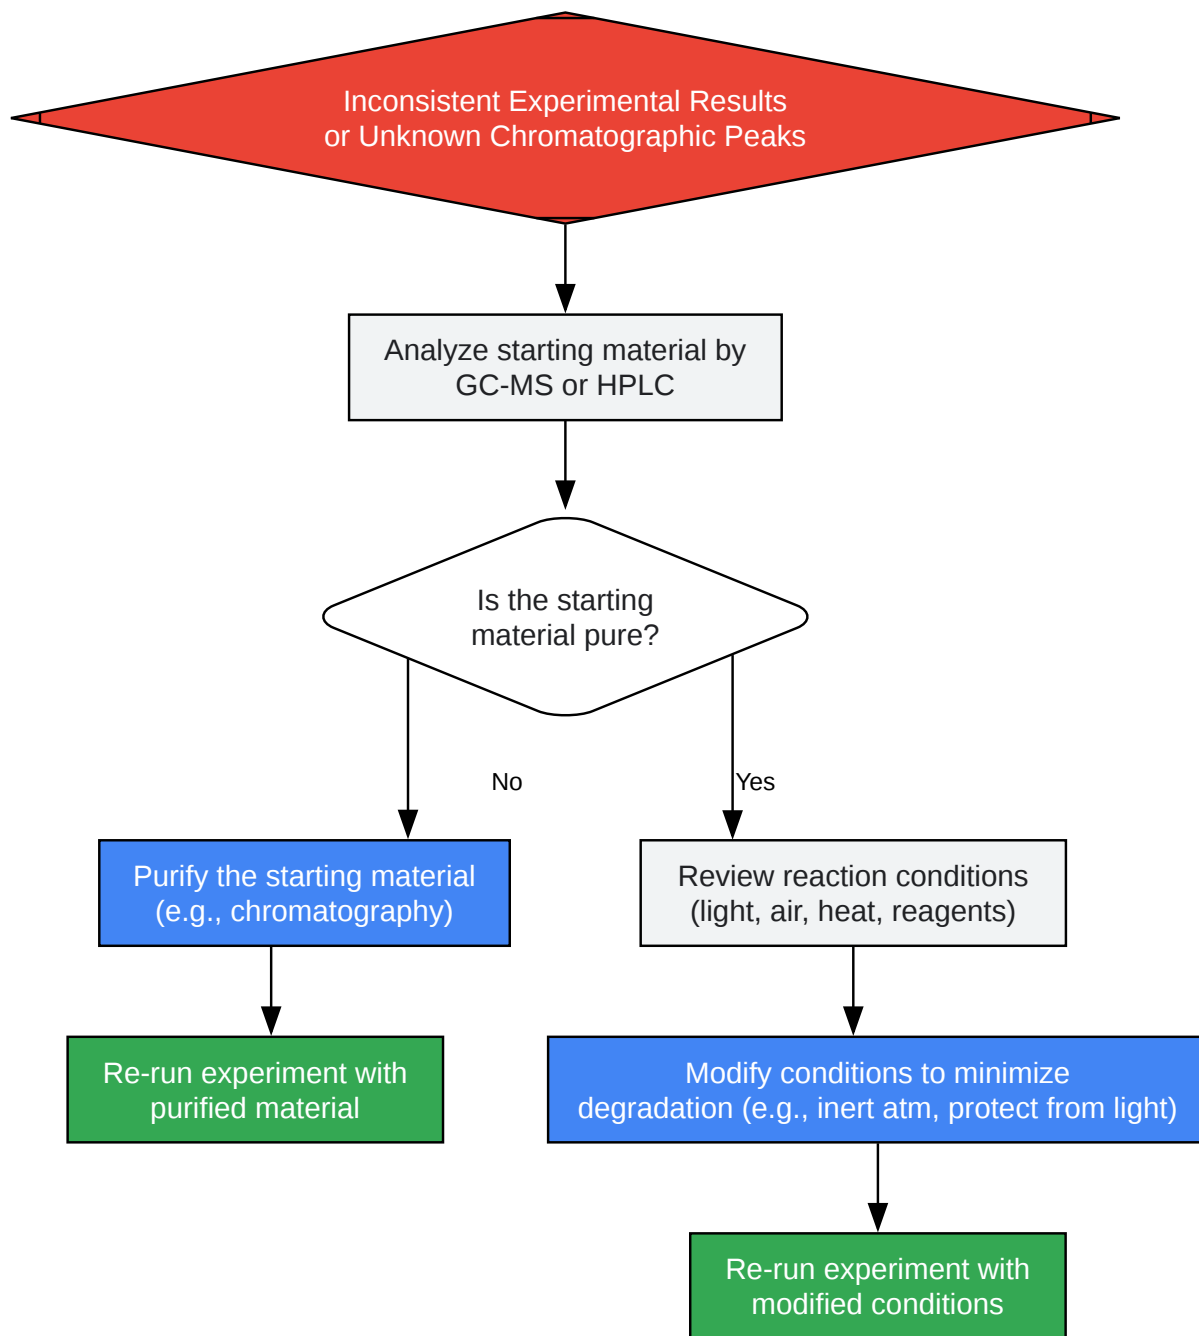 Inconsistent Experimental Results
or Unknown Chromatographic Peaks
Analyze starting material by
GC-MS or HPLC
Is the starting
material pure?
No
Yes
Purify the starting material
(e.g., chromatography)
Review reaction conditions
(light, air, heat, reagents)
Re-run experiment with
purified material
Modify conditions to minimize
degradation (e.g., inert atm, protect from light)
Re-run experiment with
modified conditions